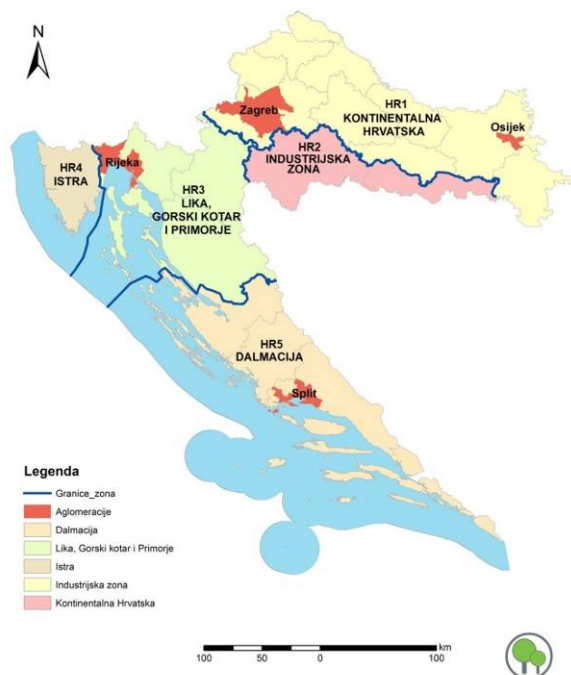 N
Zagreb
HR1
KONTINENTALNA
HRVATSKA
Osijek
HR2
INDUSTRIJSKA
ZONA
Rijeka
HR4
ISTRA
HR3
LIKA,
GORSKI KOTAR
I PRIMORJE
HR5
DALMACIJA
Split
Legenda
Granice_zona
Aglomeracije
Dalmacija
Lika, Gorski kotar i Primorje
Istra
Industrijska zona
Kontinentalna Hrvatska
km
100 50 0 100